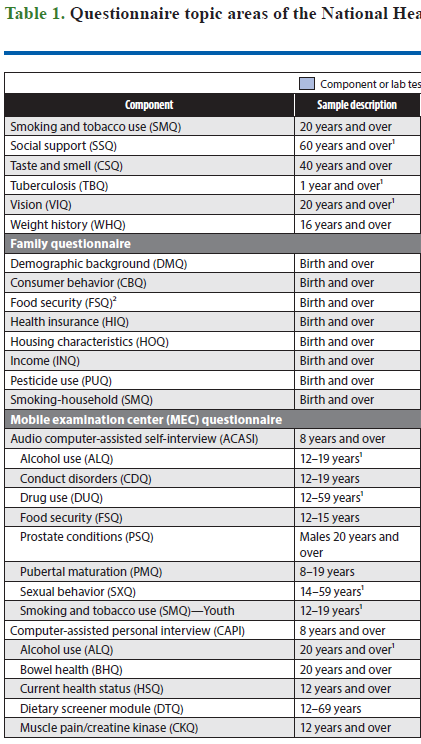 Table 1. Questionnaire topic areas of the National Hea
Component or lab tes
Component Sample description
Smoking and tobacco use (SMQ) 20 years and over
Social support (SSQ) 60 years and over¹
Taste and smell (CSQ) 40 years and over
Tuberculosis (TBQ) 1 year and over¹
Vision (VIQ) 20 years and over¹
Weight history (WHQ) 16 years and over
Family questionnaire
Demographic background (DMQ) Birth and over
Consumer behavior (CBQ) Birth and over
Food security (FSQ)² Birth and over
Health insurance (HIQ) Birth and over
Housing characteristics (HOQ) Birth and over
Income (INQ) Birth and over
Pesticide use (PUQ) Birth and over
Smoking-household (SMQ) Birth and over
Mobile examination center (MEC) questionnaire
Audio computer-assisted self-interview (ACASI) 8 years and over
Alcohol use (ALQ) 12–19 years¹
Conduct disorders (CDQ) 12–19 years
Drug use (DUQ) 12–59 years¹
Food security (FSQ) 12–15 years
Prostate conditions (PSQ) Males 20 years and
over
Pubertal maturation (PMQ) 8–19 years
Sexual behavior (SXQ) 14–59 years¹
Smoking and tobacco use (SMQ)—Youth 12–19 years¹
Computer-assisted personal interview (CAPI) 8 years and over
Alcohol use (ALQ) 20 years and over¹
Bowel health (BHQ) 20 years and over
Current health status (HSQ) 12 years and over
Dietary screener module (DTQ) 12–69 years
Muscle pain/creatine kinase (CKQ) 12 years and over